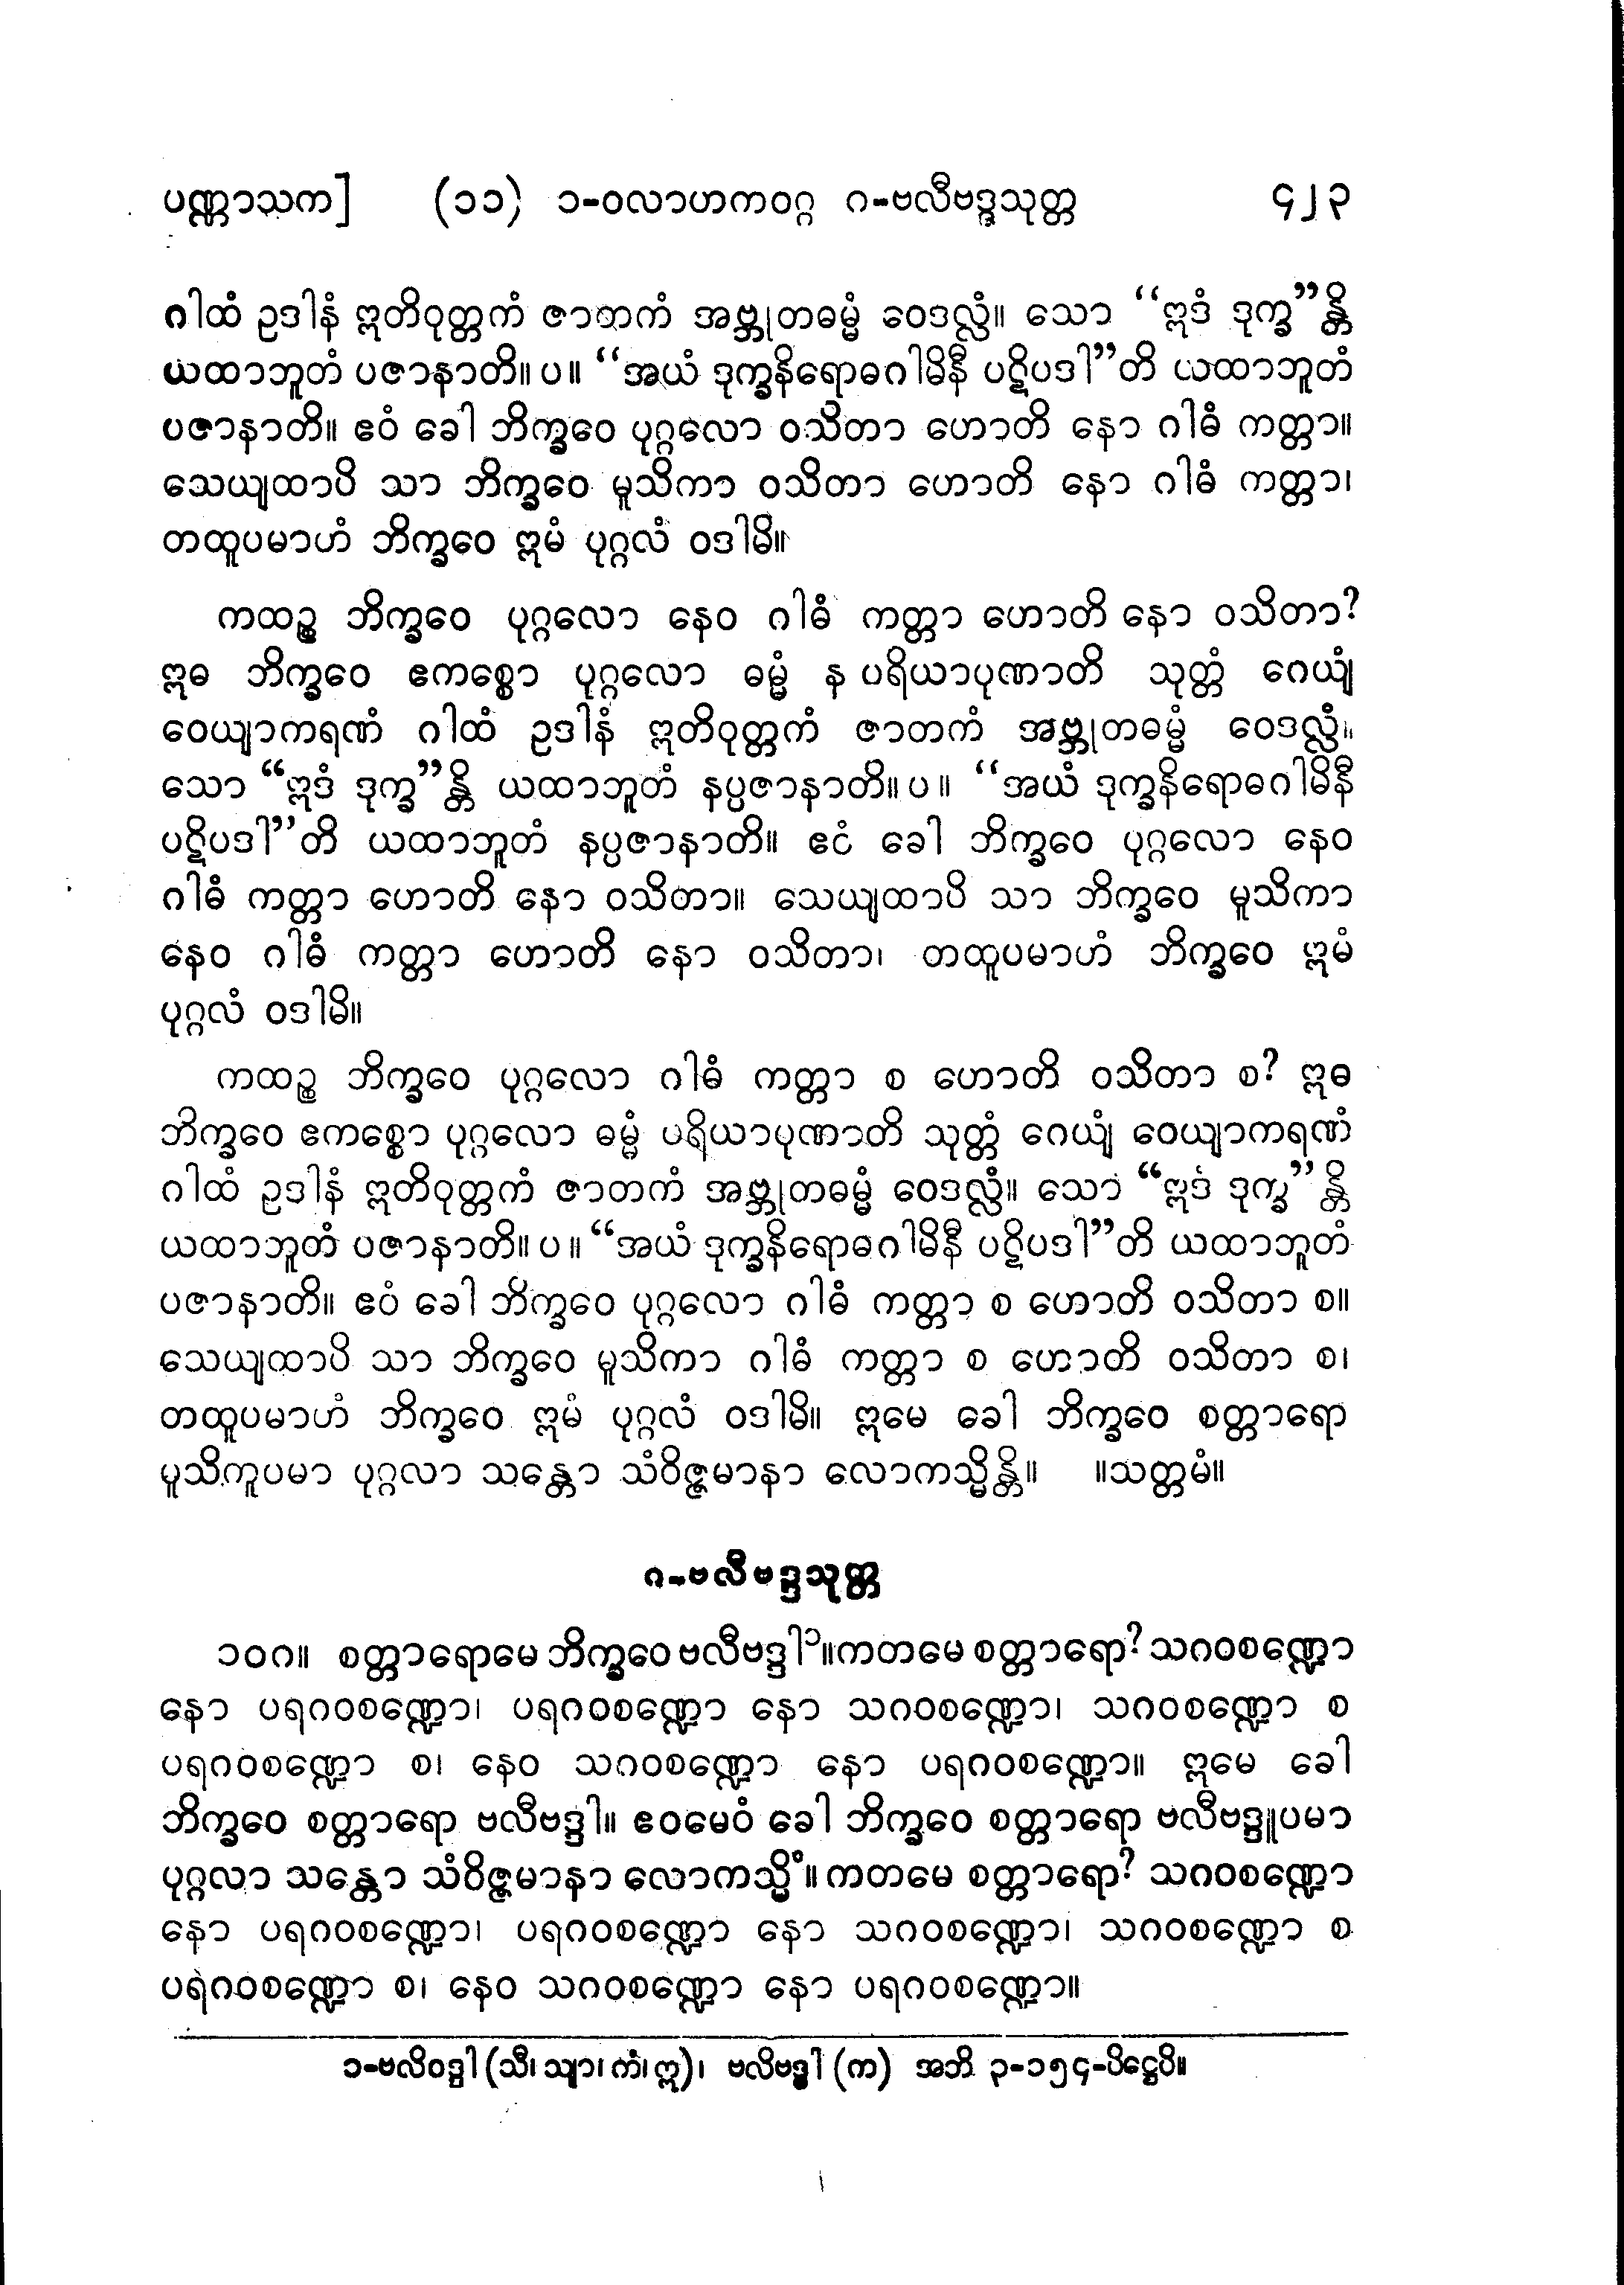 ပဏ္ဏာသက] (၁၁) ၁-ဝလာဟကဝဂ္ဂ ဂ-ဗလီဗဒ္ဒသုတ္တ ၄၂၃
ဂါထံ ဥဒါနံ ဣတိဝုတ္တကံ ဇာတကံ အဗ္ဘုတဓမ္မံ ဝေဒလ္လံ။ သော “ဣဒံ ဒုက္ခ”န္တိ
ယထာဘူတံ ပဇာနာတိ။ ပ။ “အယံ ဒုက္ခနိရောဓဂါမိနီ ပဋိပဒါ”တိ ယထာဘူတံ
ပဇာနာတိ။ ဧဝံ ခေါ ဘိက္ခဝေ ပုဂ္ဂလော ဝသိတာ ဟောတိ နော ဂါဓံ ကတ္တာ။
သေယျထာပိ သာ ဘိက္ခဝေ မူသိကာ ဝသိတာ ဟောတိ နော ဂါဓံ ကတ္တာ၊
တထူပမာဟံ ဘိက္ခဝေ ဣမံ ပုဂ္ဂလံ ဝဒါမိ။
ကထဉ္စ ဘိက္ခဝေ ပုဂ္ဂလော နေဝ ဂါဓံ ကတ္တာ ဟောတိ နော ဝသိတာ?
ဣဓ ဘိက္ခဝေ ဧကစ္စော ပုဂ္ဂလော ဓမ္မံ န ပရိယာပုဏာတိ သုတ္တံ ဂေယျံ
ဝေယျာကရဏံ ဂါထံ ဥဒါနံ ဣတိဝုတ္တကံ ဇာတကံ အဗ္ဘုတဓမ္မံ ဝေဒလ္လံ။
သော “ဣဒံ ဒုက္ခ”န္တိ ယထာဘူတံ နပ္ပဇာနာတိ။ ပ။ “အယံ ဒုက္ခနိရောဓဂါမိနီ
ပဋိပဒါ”တိ ယထာဘူတံ နပ္ပဇာနာတိ။ ဧဝံ ခေါ ဘိက္ခဝေ ပုဂ္ဂလော နေဝ
ဂါဓံ ကတ္တာ ဟောတိ နော ဝသိတာ။ သေယျထာပိ သာ ဘိက္ခဝေ မူသိကာ
နေဝ ဂါဓံ ကတ္တာ ဟောတိ နော ဝသိတာ၊ တထူပမာဟံ ဘိက္ခဝေ ဣမံ
ပုဂ္ဂလံ ဝဒါမိ။
ကထဉ္စ ဘိက္ခဝေ ပုဂ္ဂလော ဂါဓံ ကတ္တာ စ ဟောတိ ဝသိတာ စ? ဣဓ
ဘိက္ခဝေ ဧကစ္စော ပုဂ္ဂလော ဓမ္မံ ပရိယာပုဏာတိ သုတ္တံ ဂေယျံ ဝေယျာကရဏံ
ဂါထံ ဥဒါနံ ဣတိဝုတ္တကံ ဇာတကံ အဗ္ဘုတဓမ္မံ ဝေဒလ္လံ။ သော “ဣဒံ ဒုက္ခ”န္တိ
ယထာဘူတံ ပဇာနာတိ။ ပ။ “အယံ ဒုက္ခနိရောဓဂါမိနီ ပဋိပဒါ”တိ ယထာဘူတံ
ပဇာနာတိ။ ဧဝံ ခေါ ဘိက္ခဝေ ပုဂ္ဂလော ဂါဓံ ကတ္တာ စ ဟောတိ ဝသိတာ စ။
သေယျထာပိ သာ ဘိက္ခဝေ မူသိကာ ဂါဓံ ကတ္တာ စ ဟောတိ ဝသိတာ စ၊
တထူပမာဟံ ဘိက္ခဝေ ဣမံ ပုဂ္ဂလံ ဝဒါမိ။ ဣမေ ခေါ ဘိက္ခဝေ စတ္တာရော
မူသိကူပမာ ပုဂ္ဂလာ သန္တော သံဝိဇ္ဇမာနာ လောကသ္မိန္တိ။ ။သတ္တမံ။
ဂ-ဗလီဗဒ္ဒသုတ္တ
၁၀ဂ။ စတ္တာရောမေ ဘိက္ခဝေ ဗလီဗဒ္ဒါ၁။ ကတမေ စတ္တာရော? သဂဝစဏ္ဍော
နော ပရဂဝစဏ္ဍော၊ ပရဂဝစဏ္ဍော နော သဂဝစဏ္ဍော၊ သဂဝစဏ္ဍော စ
ပရဂဝစဏ္ဍော စ၊ နေဝ သဂဝစဏ္ဍော နော ပရဂဝစဏ္ဍော။ ဣမေ ခေါ
ဘိက္ခဝေ စတ္တာရော ဗလီဗဒ္ဒါ။ ဧဝမေဝံ ခေါ ဘိက္ခဝေ စတ္တာရော ဗလီဗဒ္ဒူပမာ
ပုဂ္ဂလာ သန္တော သံဝိဇ္ဇမာနာ လောကသ္မိံ။ ကတမေ စတ္တာရော? သဂဝစဏ္ဍော
နော ပရဂဝစဏ္ဍော၊ ပရဂဝစဏ္ဍော နော သဂဝစဏ္ဍော၊ သဂဝစဏ္ဍော စ
ပရဂဝစဏ္ဍော စ၊ နေဝ သဂဝစဏ္ဍော နော ပရဂဝစဏ္ဍော။
၁-ဗလိဝဒ္ဒါ (သီ၊ သျာ၊ ကံ၊ ဣ)၊ ဗလိဗဒ္ဓါ (က) အဘိ ၃-၁၅၄-ပိဋ္ဌေပိ။